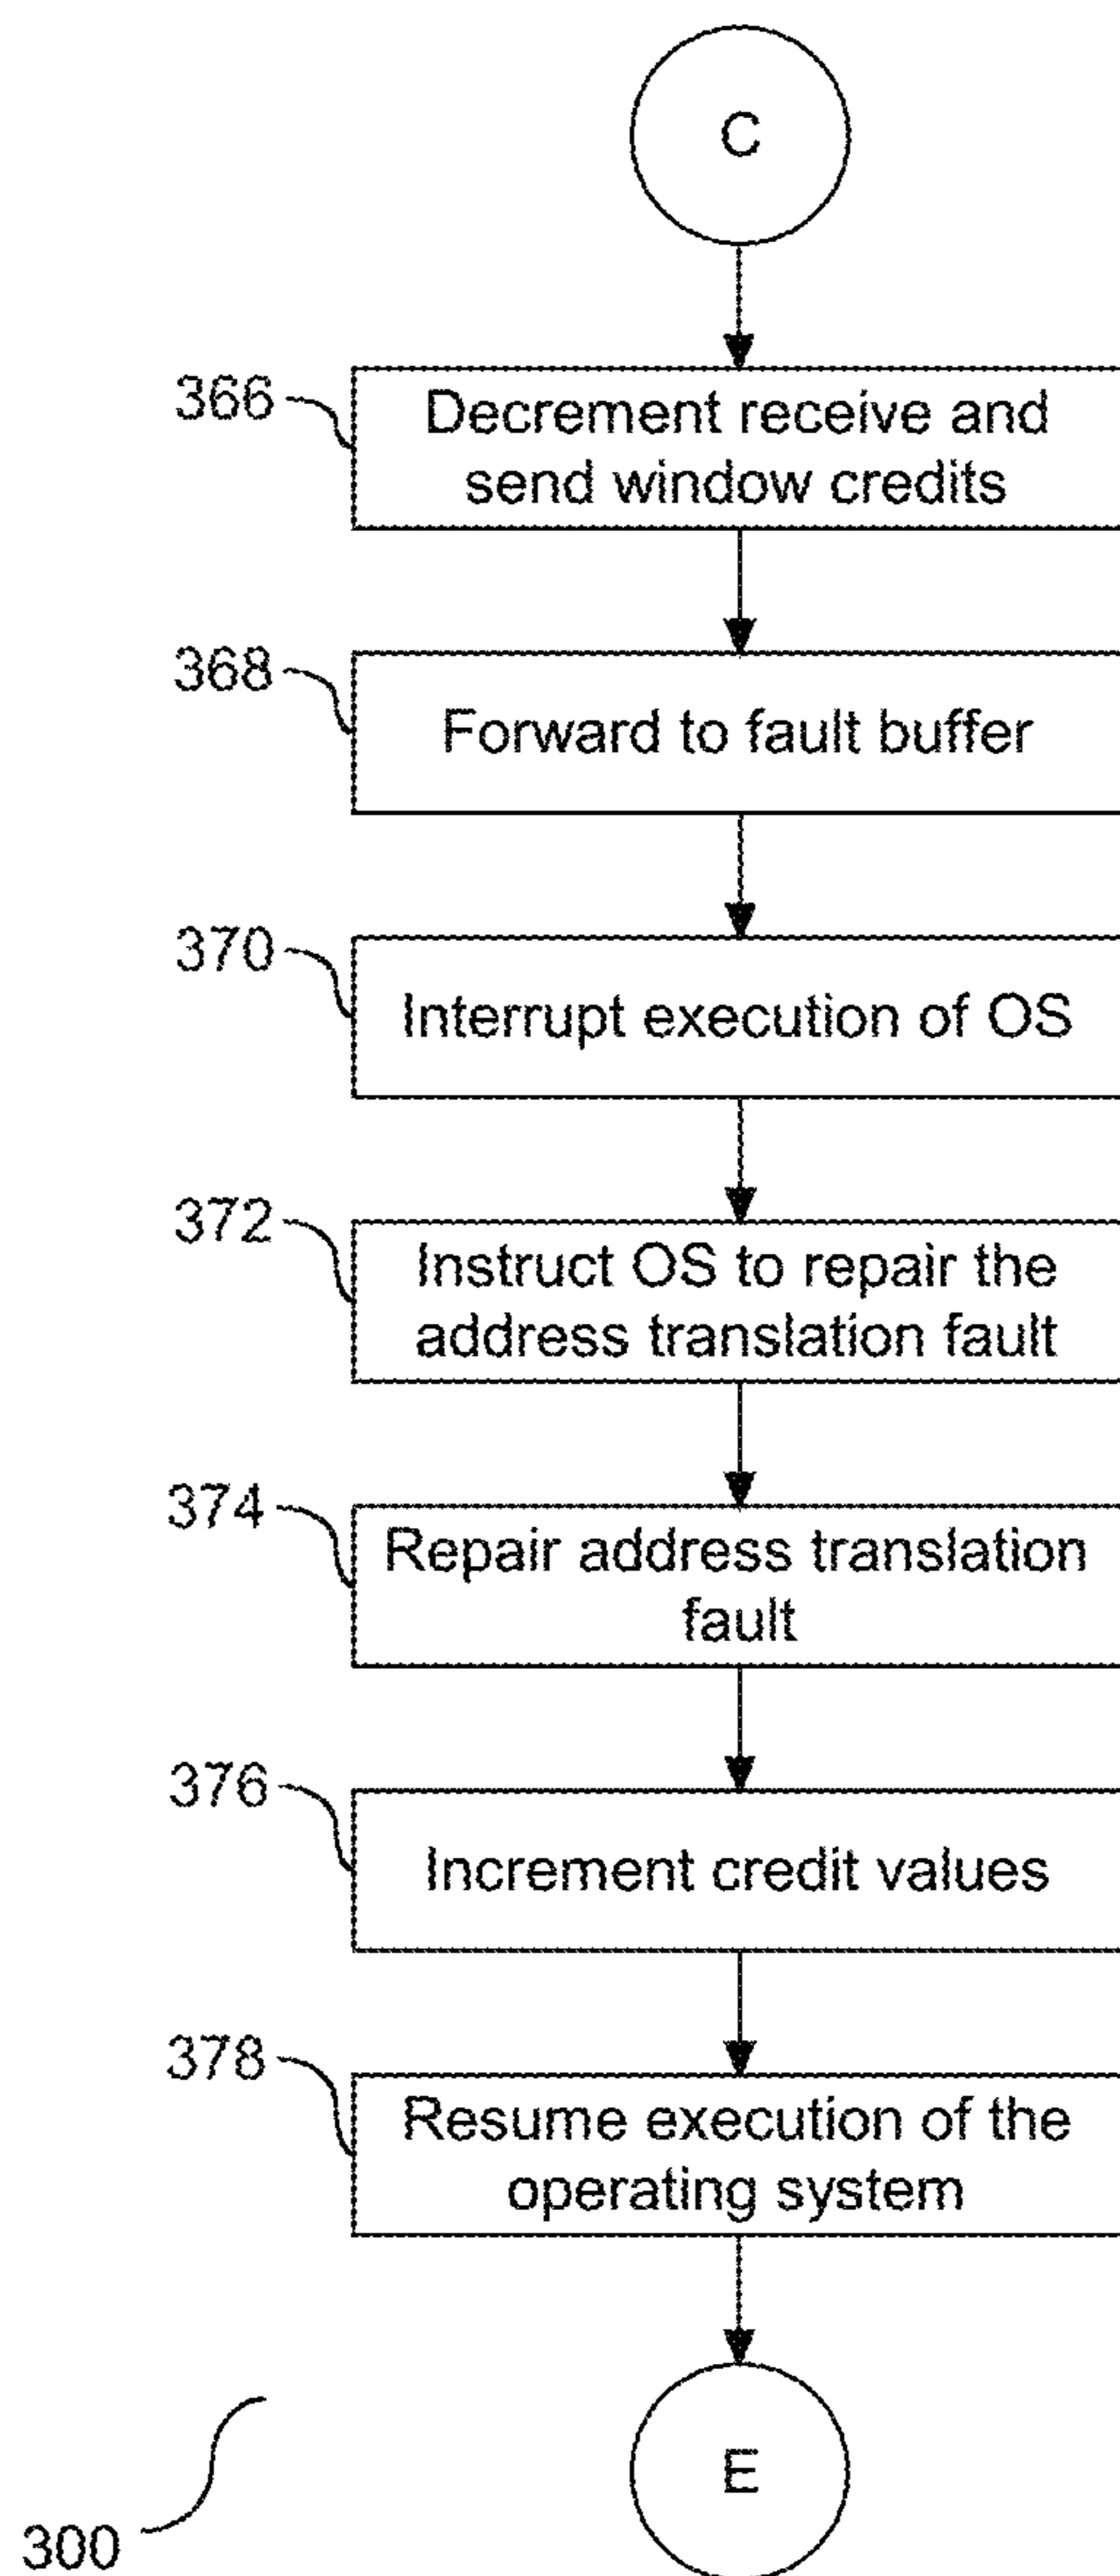 C
366
Decrement receive and
send window credits
368
Forward to fault buffer
370
Interrupt execution of OS
372
Instruct OS to repair the
address translation fault
374
Repair address translation
fault
376
Increment credit values
378
Resume execution of the
operating system
E
300